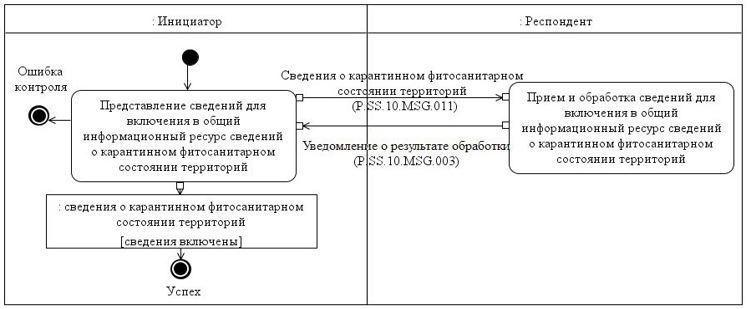 : Инициатор
: Респондент
Ошибка
контроля
Представление сведений для
включения в общий
информационный ресурс сведений
о карантинном фитосанитарном
состоянии территорий
Сведения о карантинном фитосанитарном
состоянии территорий
(P.SS.10.MSG.011)
Уведомление о результате обработки
(P.SS.10.MSG.003)
Прием и обработка сведений для
включения в общий
информационный ресурс сведений
о карантинном фитосанитарном
состоянии территорий
: сведения о карантинном фитосанитарном
состоянии территорий
[сведения включены]
Успех